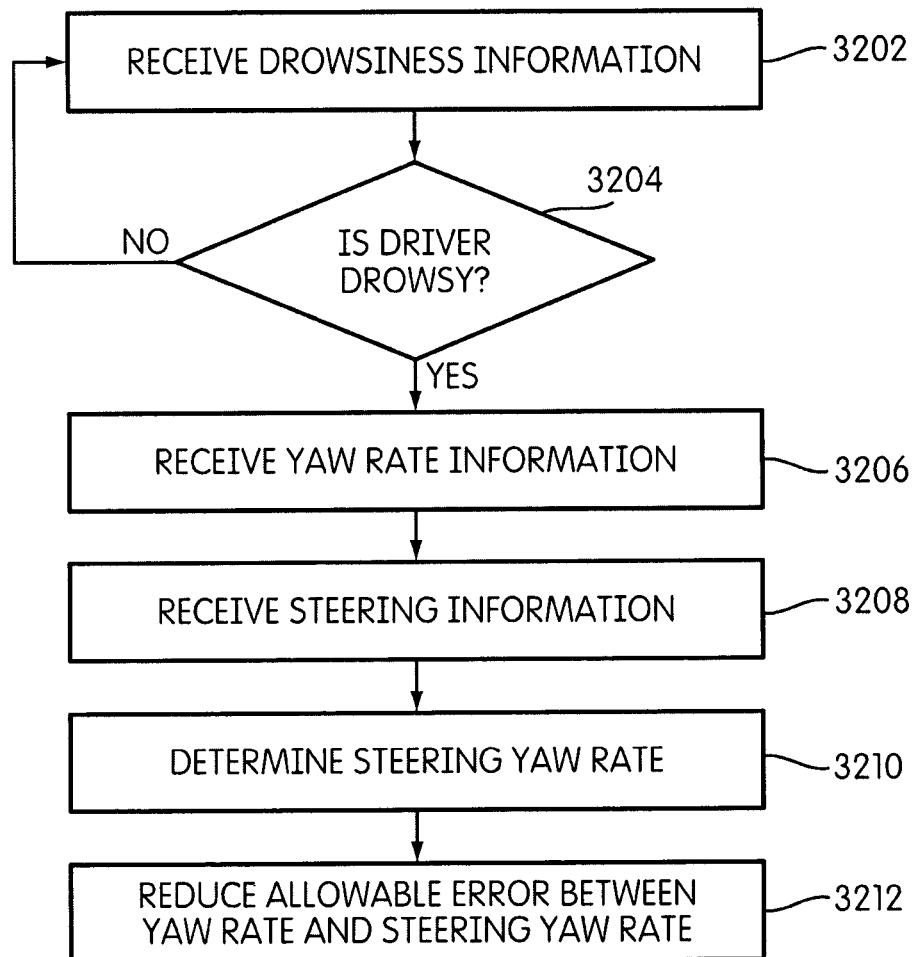 RECEIVE DROWSINESS INFORMATION
3202
3204
IS DRIVER
DROWSY?
NO
YES
RECEIVE YAW RATE INFORMATION
3206
RECEIVE STEERING INFORMATION
3208
DETERMINE STEERING YAW RATE
3210
REDUCE ALLOWABLE ERROR BETWEEN
YAW RATE AND STEERING YAW RATE
3212